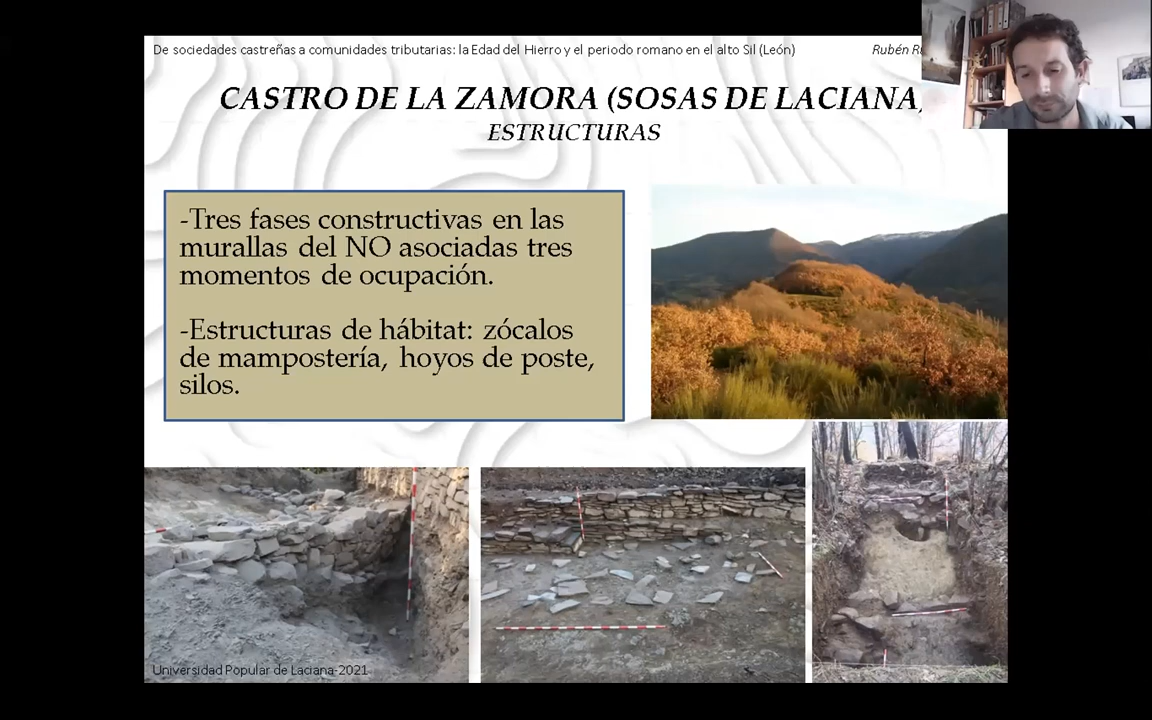 De sociedades castreñas a comunidades tributarias: la Edad del Hierro y el periodo romano en el alto Sil (León)
Rubén
CASTRO DE LA ZAMORA (SOSAS DE LACIANA)
ESTRUCTURAS
-Tres fases constructivas en las
murallas del NO asociadas tres
momentos de ocupación.
-Estructuras de hábitat: zócalos
de mampostería, hoyos de poste,
silos.
Universidad Popular de Laciana-2021